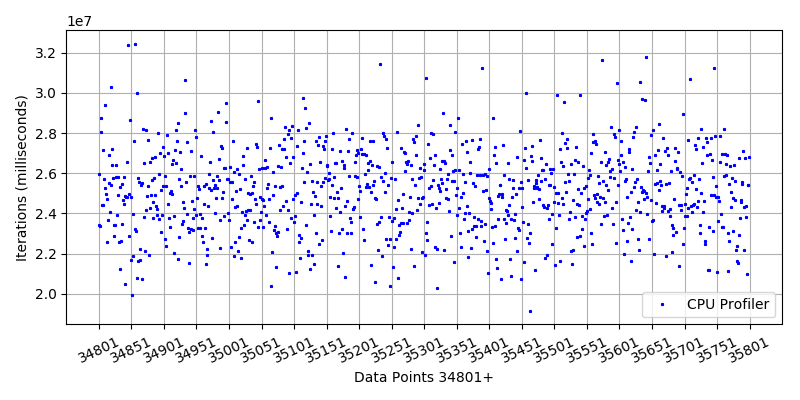 1e7
3.2
3.0
2.8
2.6
2.4
2.2
2.0
Iterations (milliseconds)
CPU Profiler
34801 34851 34901 34951 35001 35051 35101 35151 35201 35251 35301 35351 35401 35451 35501 35551 35601 35651 35701 35751 35801
Data Points 34801+